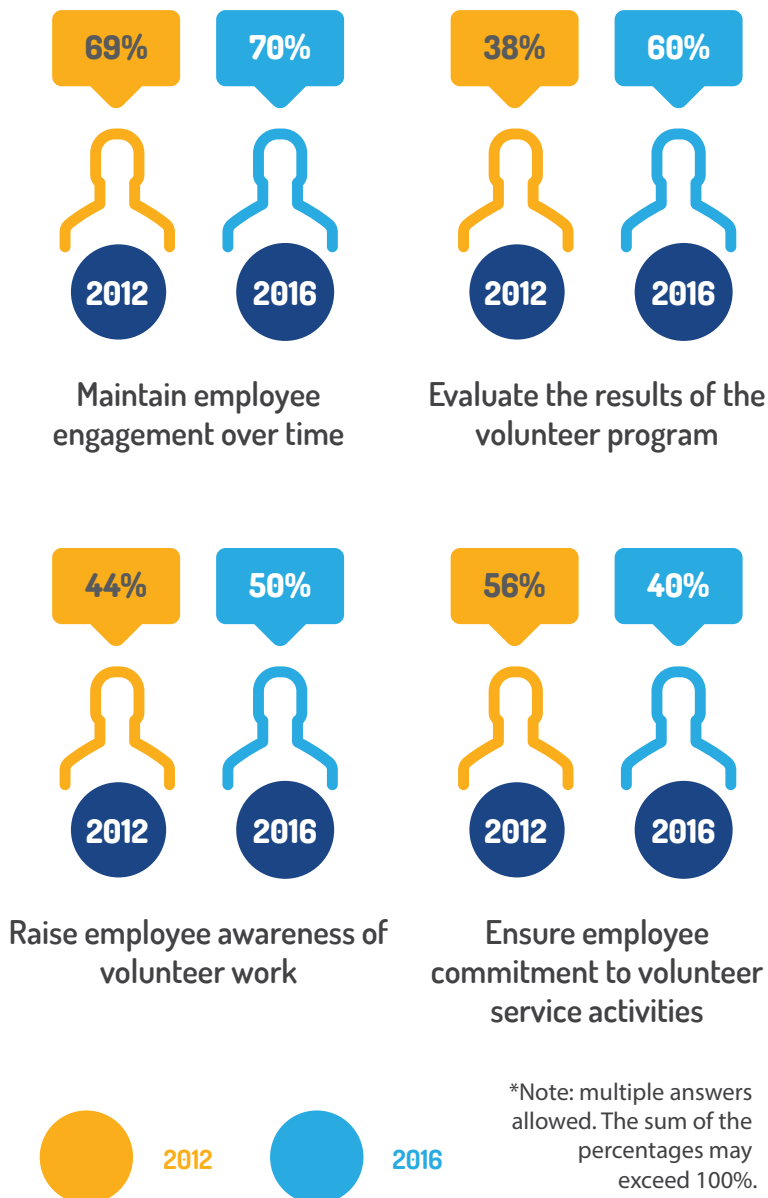 69% 70%
2012 2016
Maintain employee
engagement over time
38% 60%
2012 2016
Evaluate the results of the
volunteer program
44% 50%
2012 2016
Raise employee awareness of
volunteer work
56% 40%
2012 2016
Ensure employee
commitment to volunteer
service activities
2012 2016
*Note: multiple answers
allowed. The sum of the
percentages may
exceed 100%.